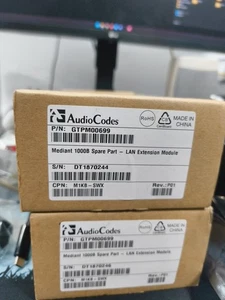 AudioCodes
RoHS
MADE IN
CHINA
P/N: GTPM00699
Mediant 1000B Spare Part - LAN Extension Module
S/N: DT1870244
CPN: M1KB-SWX
Rev.: F01
AudioCodes
MADE IN
CHINA
P/N: GTPM00699
Mediant 1000B Spare Part - LAN Extension Module
S/N: